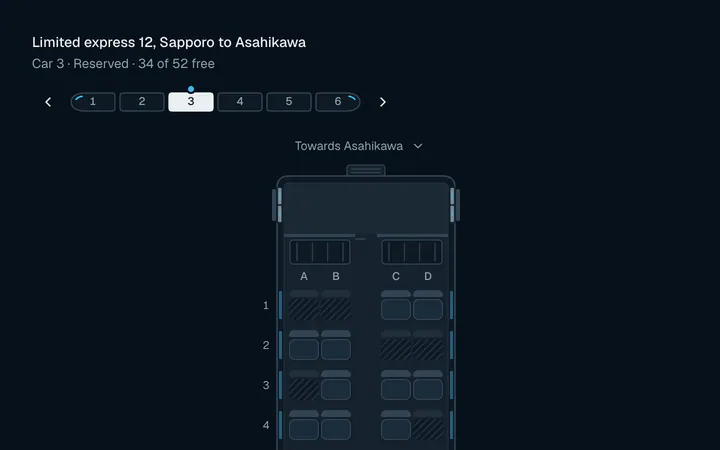 Limited express 12, Sapporo to Asahikawa
Car 3 · Reserved · 34 of 52 free
1 2 3 4 5 6
Towards Asahikawa
A B C D
1
2
3
4